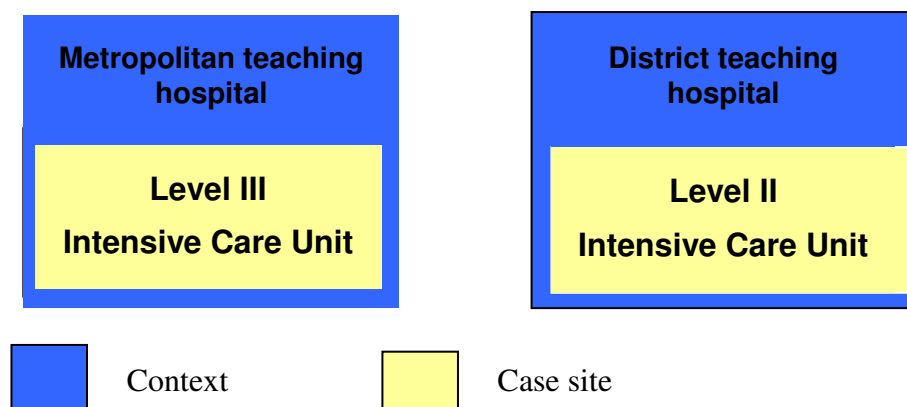 Metropolitan teaching
hospital
Level III
Intensive Care Unit
District teaching
hospital
Level II
Intensive Care Unit
Context
Case site